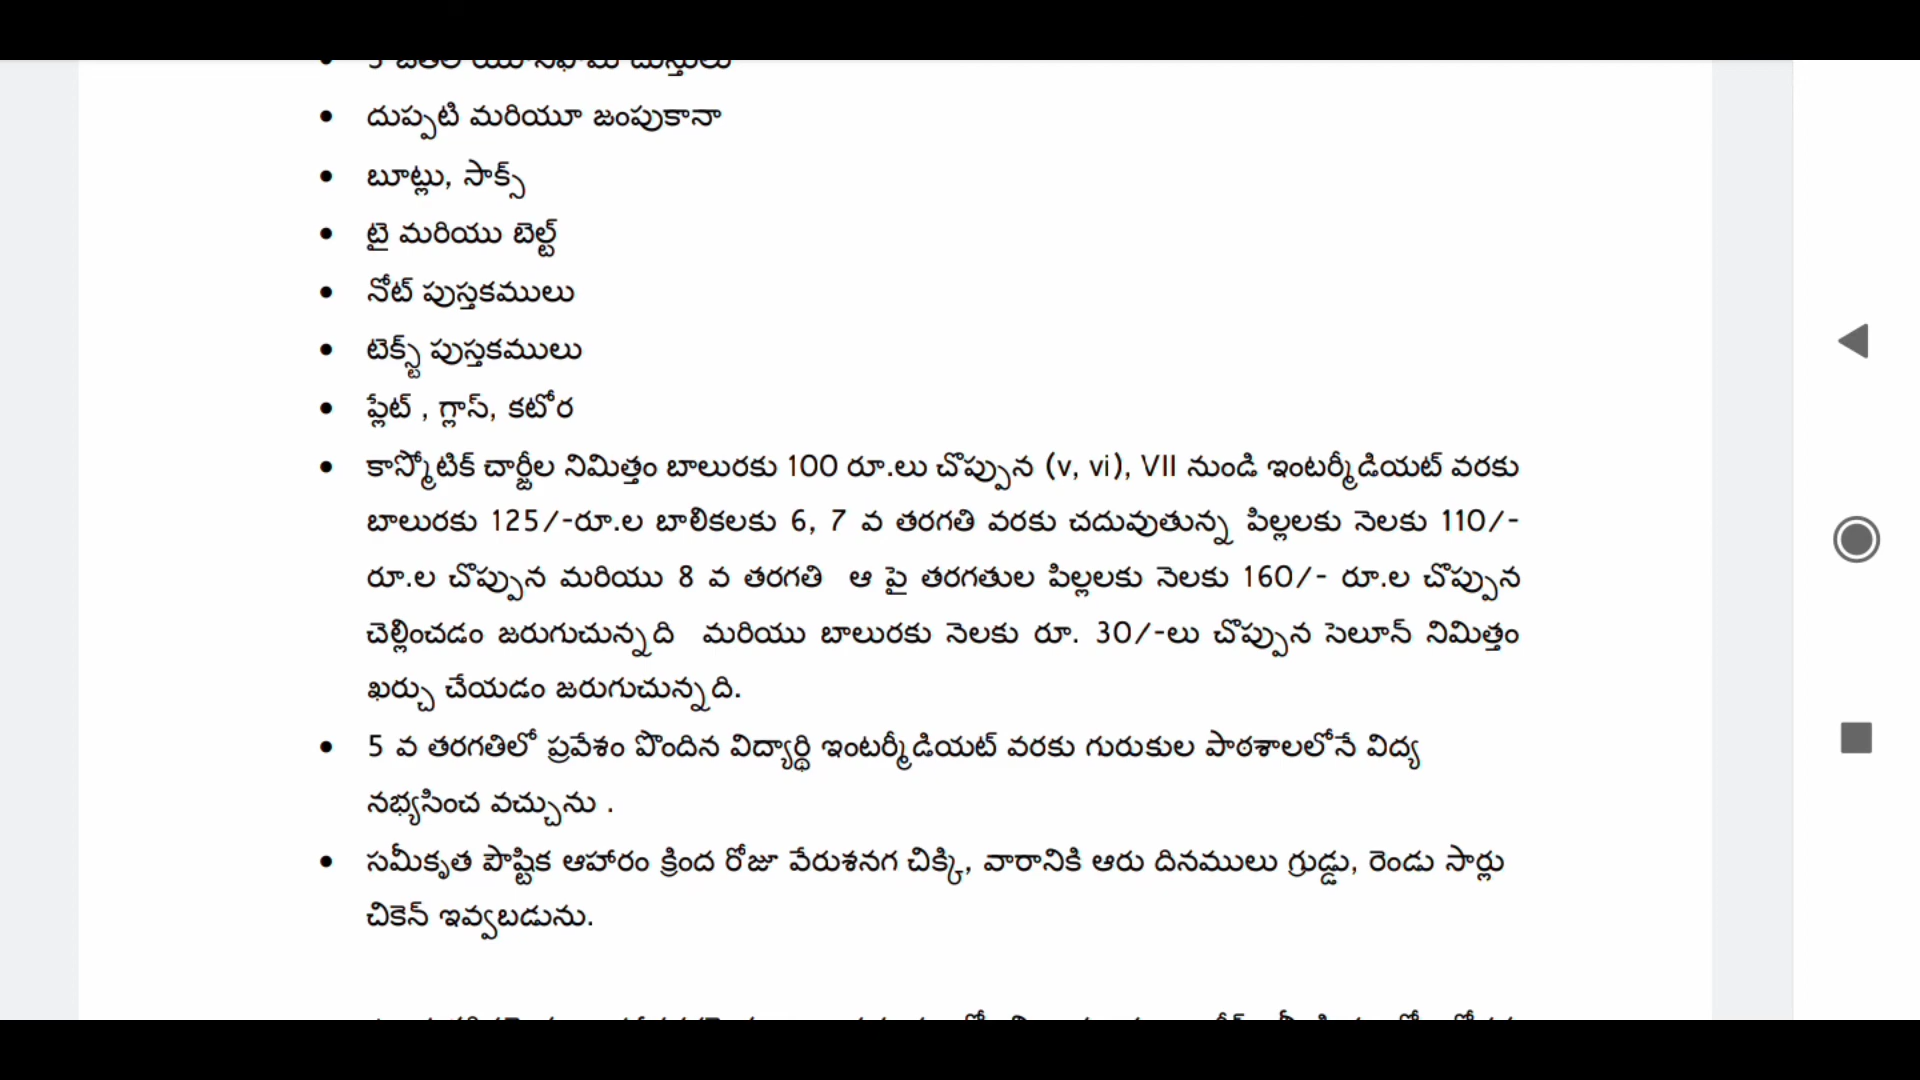 • దుప్పటి మరియూ జంపుకానా
• బూట్లు, సాక్స్
• టై మరియు బెల్ట్
• నోట్ పుస్తకములు
• టెక్స్ట్ పుస్తకములు
• ప్లేట్ , గ్లాస్, కటోర
• కాస్మోటిక్ చార్జీల నిమిత్తం బాలురకు 100 రూ.లు చొప్పున (v, vi), VII నుండి ఇంటర్మీడియట్ వరకు
బాలురకు 125/-రూ.ల బాలికలకు 6, 7 వ తరగతి వరకు చదువుతున్న పిల్లలకు నెలకు 110/-
రూ.ల చొప్పున మరియు 8 వ తరగతి ఆ పై తరగతుల పిల్లలకు నెలకు 160/- రూ.ల చొప్పున
చెల్లించడం జరుగుచున్నది మరియు బాలురకు నెలకు రూ. 30/-లు చొప్పున సెలూన్ నిమిత్తం
ఖర్చు చేయడం జరుగుచున్నది.
• 5 వ తరగతిలో ప్రవేశం పొందిన విద్యార్థి ఇంటర్మీడియట్ వరకు గురుకుల పాఠశాలలోనే విద్య
నభ్యసించ వచ్చును .
• సమీకృత పౌష్టిక ఆహారం క్రింద రోజూ వేరుశనగ చిక్కి, వారానికి ఆరు దినములు గ్రుడ్డు, రెండు సార్లు
చికెన్ ఇవ్వబడును.